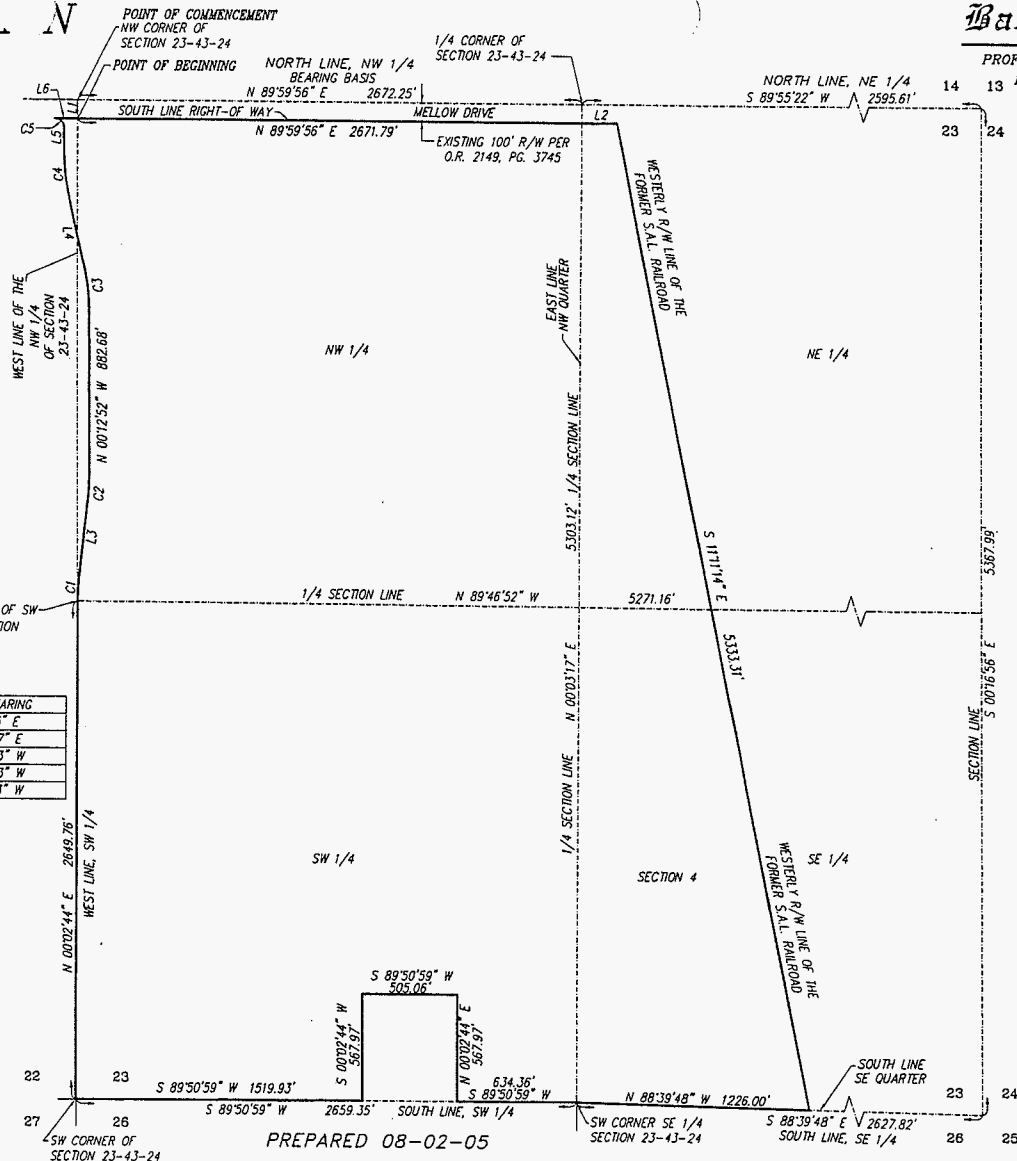 N
Ba
PROF
POINT OF COMMENCEMENT
NW CORNER OF
SECTION 23-43-24
POINT OF BEGINNING
1/4 CORNER OF
SECTION 23-43-24
NORTH LINE, NW 1/4
BEARING BASIS
N 89°59'56" E 2672.25'
NORTH LINE, NE 1/4
S 89°55'22" W 2595.61'
14 13
23 24
L6
L1
SOUTH LINE RIGHT-OF WAY
MELLOW DRIVE
L2
C5
L5
N 89°59'56" E 2671.79'
EXISTING 100' R/W PER
O.R. 2149, PG. 3745
C4
L4
C3
WEST LINE OF THE
NW 1/4
OF SECTION
23-43-24
N 00°12'52" W 882.68'
C2
L3
C1
WESTERLY R/W LINE OF THE
FORMER S.A.L. RAILROAD
EAST LINE
NW QUARTER
NW 1/4
NE 1/4
5303.12' 1/4 SECTION LINE
S 11°11'14" E
5333.31'
5367.99'
S 00°16'56" E
SECTION LINE
OF SW
ION
1/4 SECTION LINE
N 89°46'52" W
5271.16'
N 00°03'17" E
1/4 SECTION LINE
ARING
" E
7" E
3" W
3" W
" W
N 00°02'44" E 2649.76'
WEST LINE, SW 1/4
SW 1/4
SECTION 4
SE 1/4
WESTERLY R/W LINE OF THE
FORMER S.A.L. RAILROAD
S 89°50'59" W
505.06'
S 00°02'44" W
567.97'
N 00°02'44" E
567.97'
22 23
27 26
S 89°50'59" W 1519.93'
634.36'
S 89°50'59" W
S 89°50'59" W 2659.35' SOUTH LINE, SW 1/4
N 88°39'48" W 1226.00'
SOUTH LINE
SE QUARTER
23 24
26 25
S 88°39'48" E 2627.82'
SOUTH LINE, SE 1/4
SW CORNER OF
SECTION 23-43-24
PREPARED 08-02-05
SW CORNER SE 1/4
SECTION 23-43-24